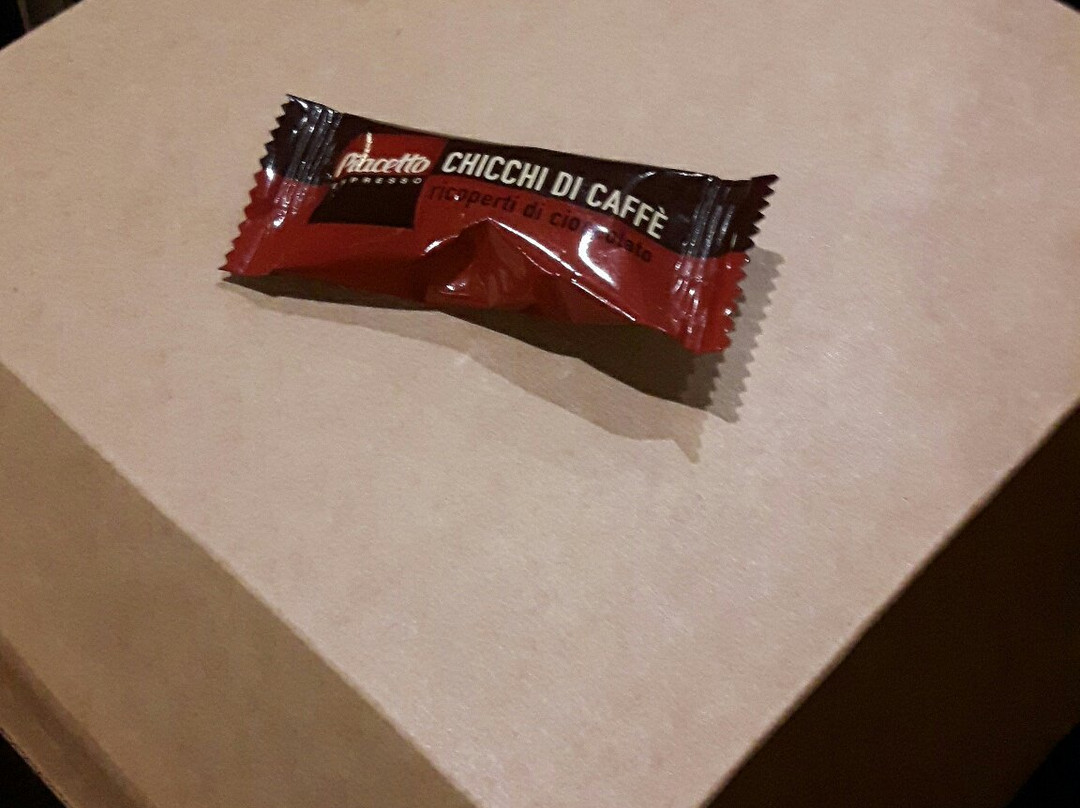 Piacetto
ESPRESSO
CHICCHI DI CAFFÈ
ricoperti di cioccolato